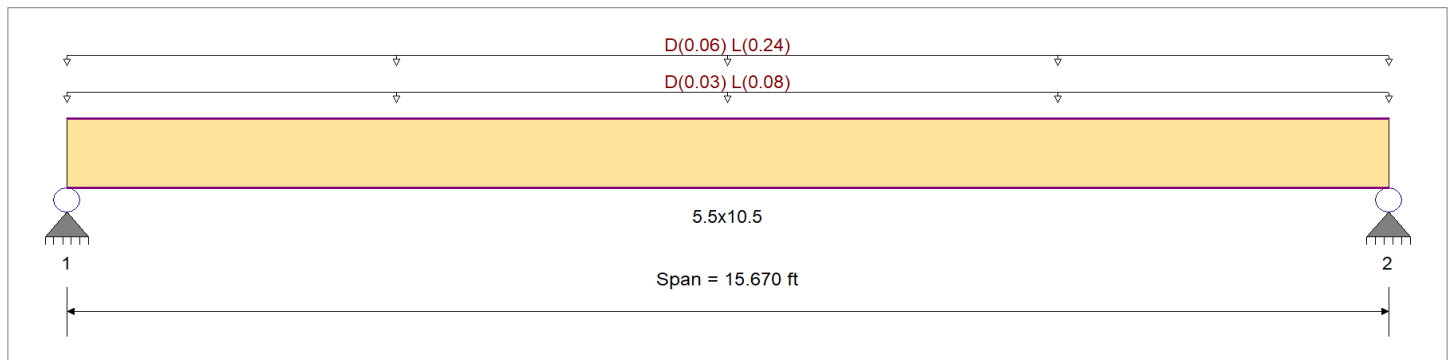 D(0.06) L(0.24)
D(0.03) L(0.08)
5.5x10.5
1
2
Span = 15.670 ft